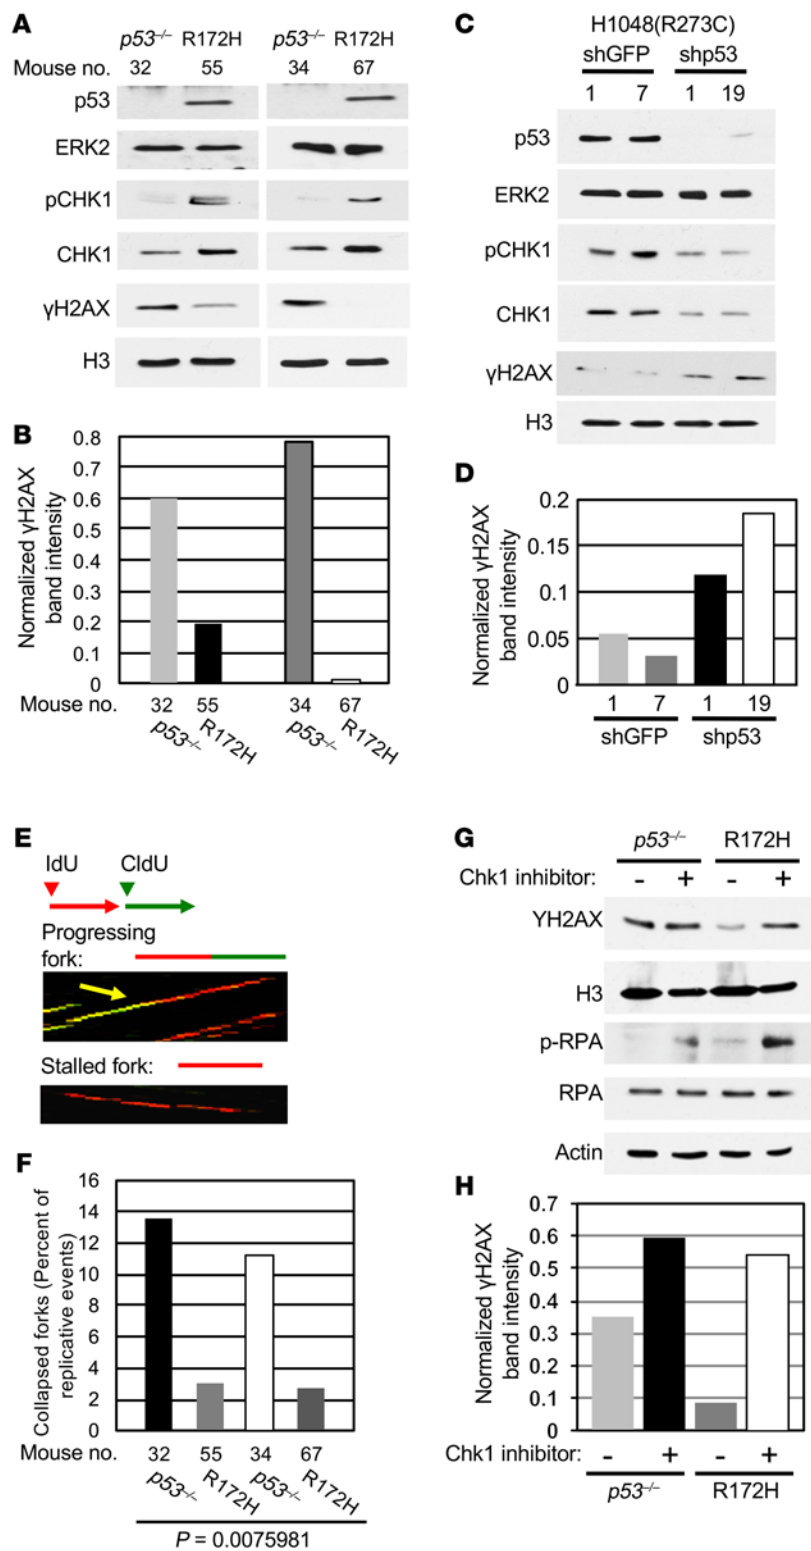 A
p53–/– R172H p53–/– R172H
Mouse no. 32 55 34 67
p53
ERK2
pCHK1
CHK1
γH2AX
H3
B
Normalized γH2AX
band intensity
0.8
0.7
0.6
0.5
0.4
0.3
0.2
0.1
0
Mouse no. 32 55 34 67
p53–/– R172H p53–/– R172H
C
H1048(R273C)
shGFP shp53
1 7 1 19
p53
ERK2
pCHK1
CHK1
γH2AX
H3
D
Normalized γH2AX
band intensity
0.2
0.15
0.1
0.05
0
1 7 1 19
shGFP shp53
E
IdU CldU
Progressing
fork:
Stalled fork:
F
Collapsed forks (Percent of
replicative events)
16
14
12
10
8
6
4
2
0
Mouse no. 32 55 34 67
p53–/– R172H p53–/– R172H
P = 0.0075981
G
p53–/– R172H
Chk1 inhibitor: - + - +
YH2AX
H3
p-RPA
RPA
Actin
H
Normalized γH2AX
band intensity
0.7
0.6
0.5
0.4
0.3
0.2
0.1
0
Chk1 inhibitor: - + - +
p53–/– R172H